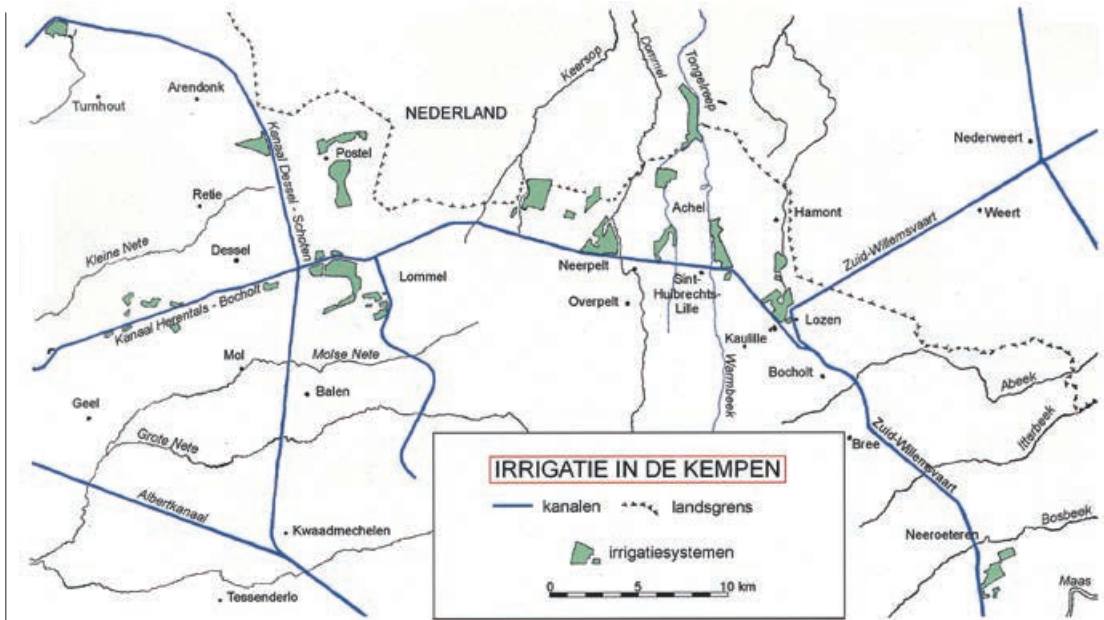 Turnhout
Arendonk
NEDERLAND
Keersop
Dommel
Tongelreep
Kanaal Dessel - Schoten
Postel
Nederweert
Retie
Achel
Hamont
Weert
Zuid-Willemsvaart
Kleine Nete
Dessel
Lommel
Neerpelt
Sint-
Huibrechts-
Lille
Overpelt
Kanaal Herentals - Bocholt
Lozen
Kaulille
Mol
Molse Nete
Warmbeek
Bocholt
Abeek
Balen
Geel
Itterbeek
Grote Nete
Zuid-Willemsvaart
Bree
IRRIGATIE IN DE KEMPEN
kanalen
landsgrens
Albertkanaal
Kwaadmechelen
Neeroeteren
Bosbeek
irrigatiesystemen
0 5 10 km
Maas
Tessenderlo